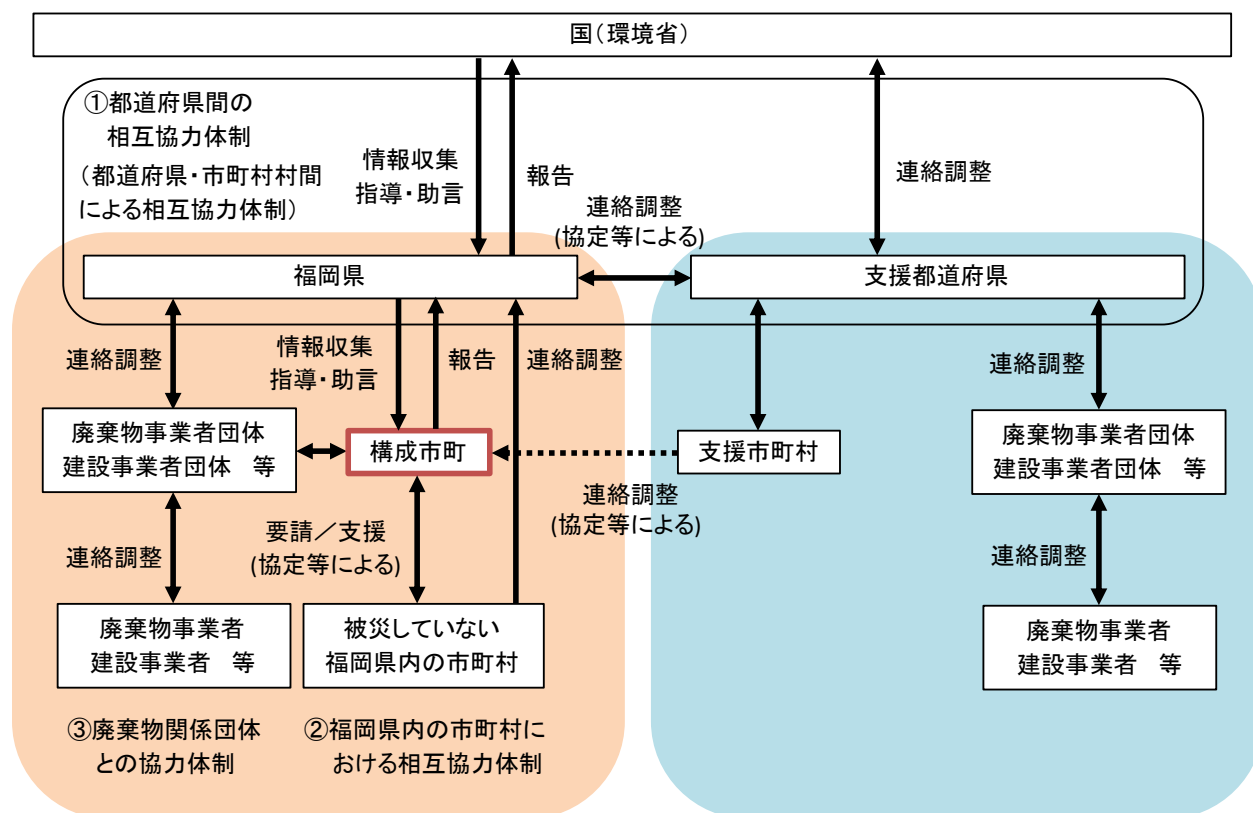 国（環境省）
①都道府県間の
相互協力体制
（都道府県・市町村村間
による相互協力体制）
情報収集
指導・助言
報告
連絡調整
(協定等による)
連絡調整
福岡県
支援都道府県
連絡調整
情報収集
指導・助言
報告
連絡調整
連絡調整
廃棄物事業者団体
建設事業者団体　等
構成市町
支援市町村
廃棄物事業者団体
建設事業者団体　等
連絡調整
(協定等による)
連絡調整
要請／支援
(協定等による)
連絡調整
廃棄物事業者
建設事業者　等
被災していない
福岡県内の市町村
廃棄物事業者
建設事業者　等
③廃棄物関係団体
との協力体制
②福岡県内の市町村に
おける相互協力体制